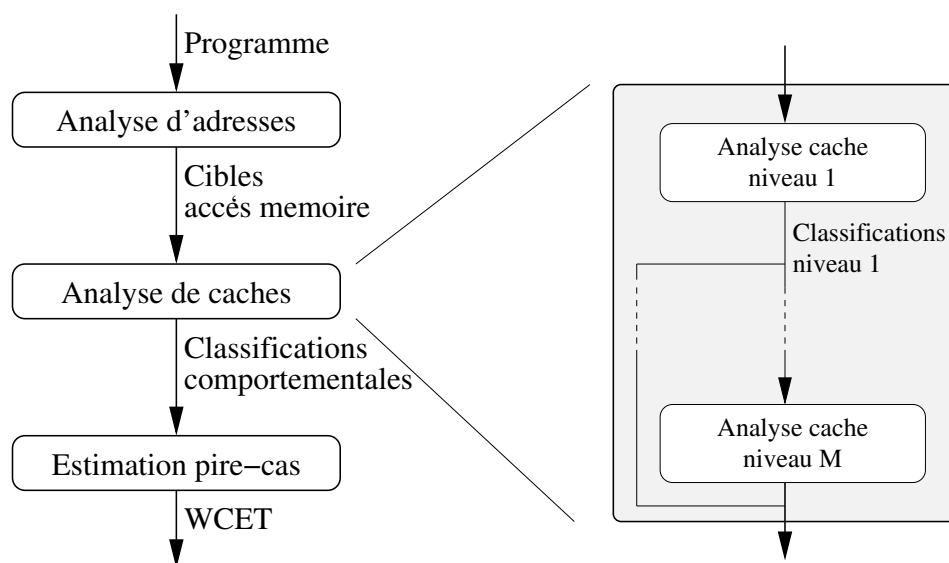 Programme
Analyse d'adresses
Cibles
accés memoire
Analyse de caches
Classifications
comportementales
Estimation pire−cas
WCET
Analyse cache
niveau 1
Classifications
niveau 1
Analyse cache
niveau M